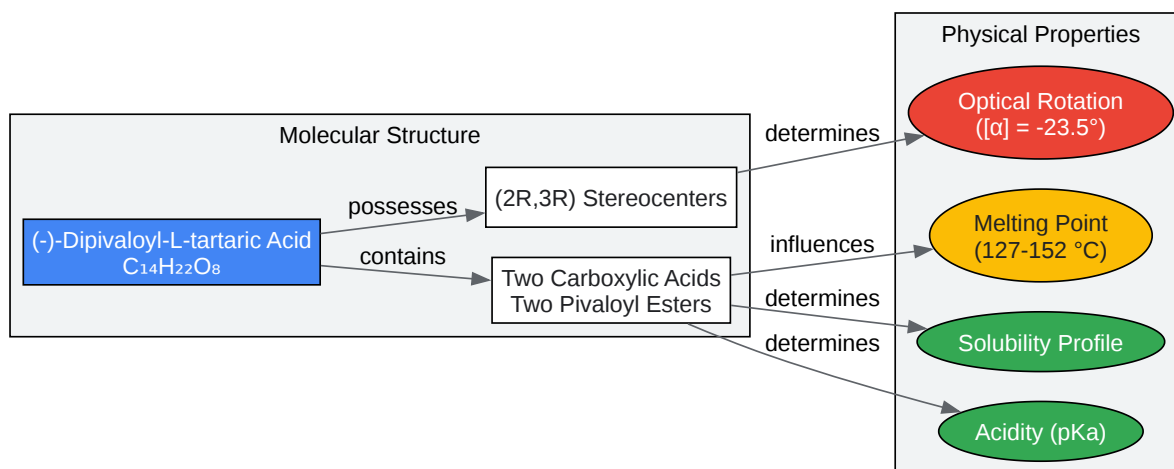 Physical Properties
Molecular Structure
(-)-Dipivaloyl-L-tartaric Acid
C₁₄H₂₂O₈
possesses
contains
(2R,3R) Stereocenters
Two Carboxylic Acids
Two Pivaloyl Esters
determines
influences
determines
determines
Optical Rotation
([α] = -23.5°)
Melting Point
(127-152 °C)
Solubility Profile
Acidity (pKa)